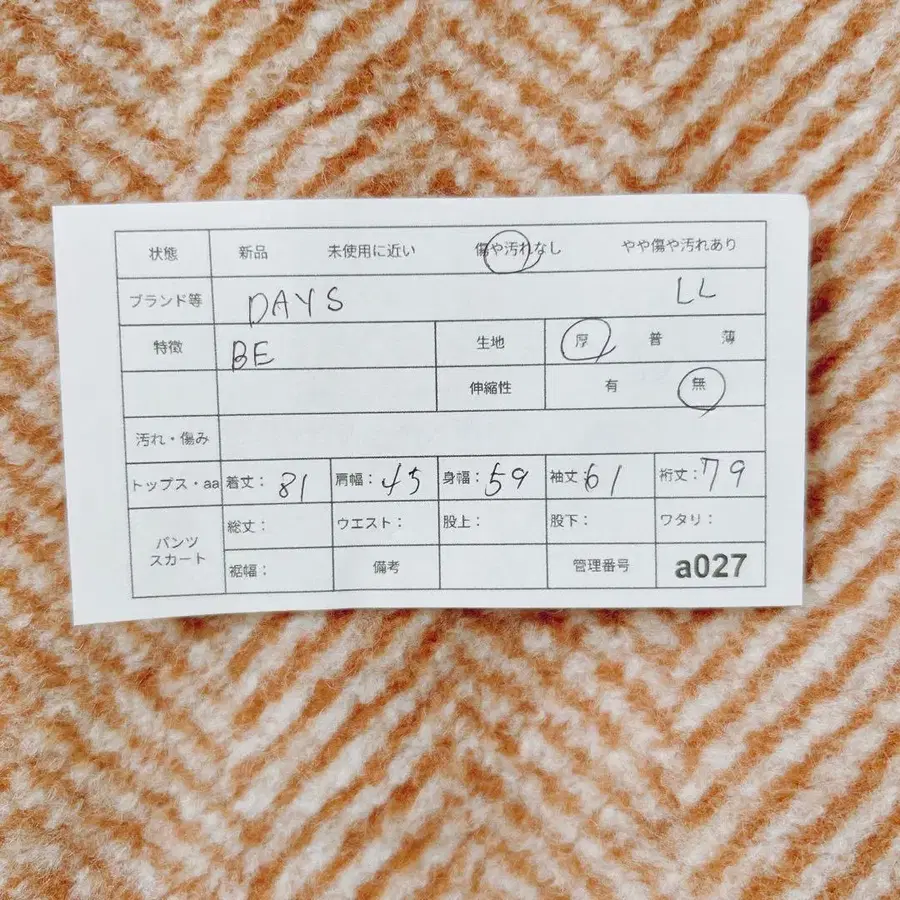 状態 新品 未使用に近い 傷や汚れなし やや傷や汚れあり
ブランド等 DAYS LL
特徴 BE 生地 厚 普 薄
伸縮性 有 無
汚れ・傷み
トップス・aa 着丈: 81 肩幅: 45 身幅: 59 袖丈: 61 裄丈: 79
パンツ 総丈: ウエスト: 股上: 股下: ワタリ:
スカート 裾幅: 備考 管理番号 a027